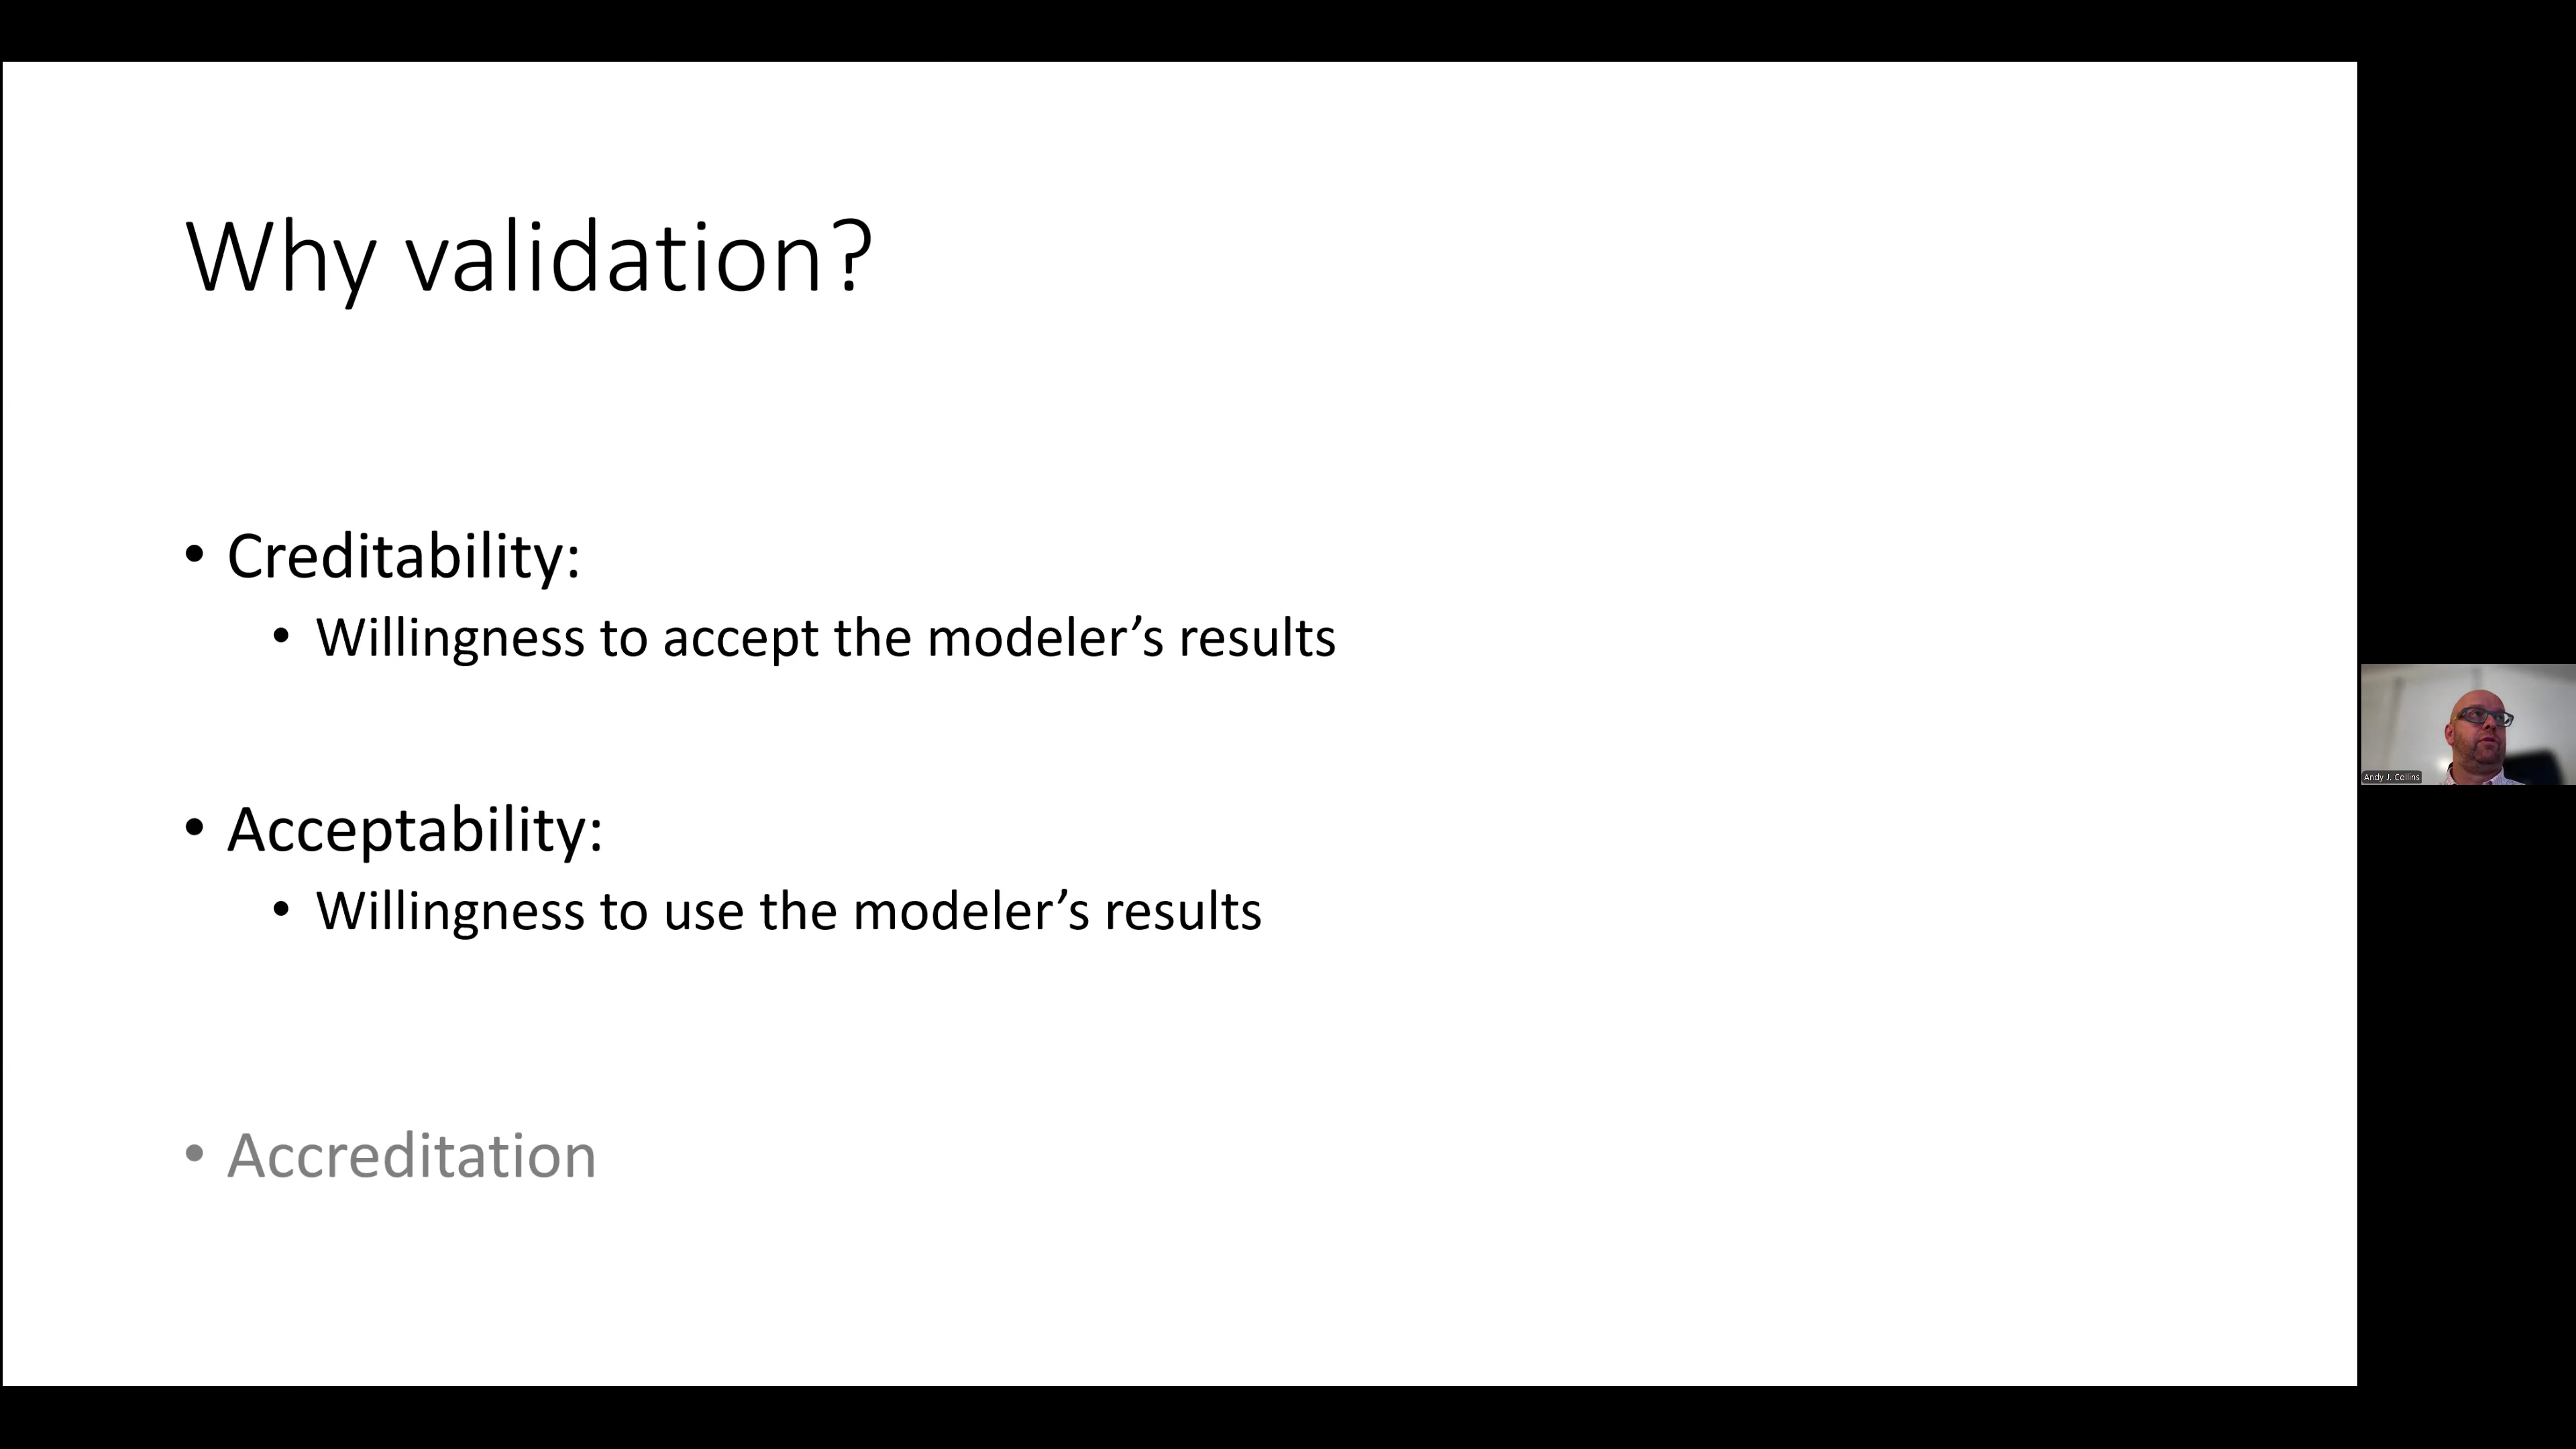 Why validation?
• Creditability:
• Willingness to accept the modeler’s results
• Acceptability:
• Willingness to use the modeler’s results
• Accreditation
Andy J. Collins